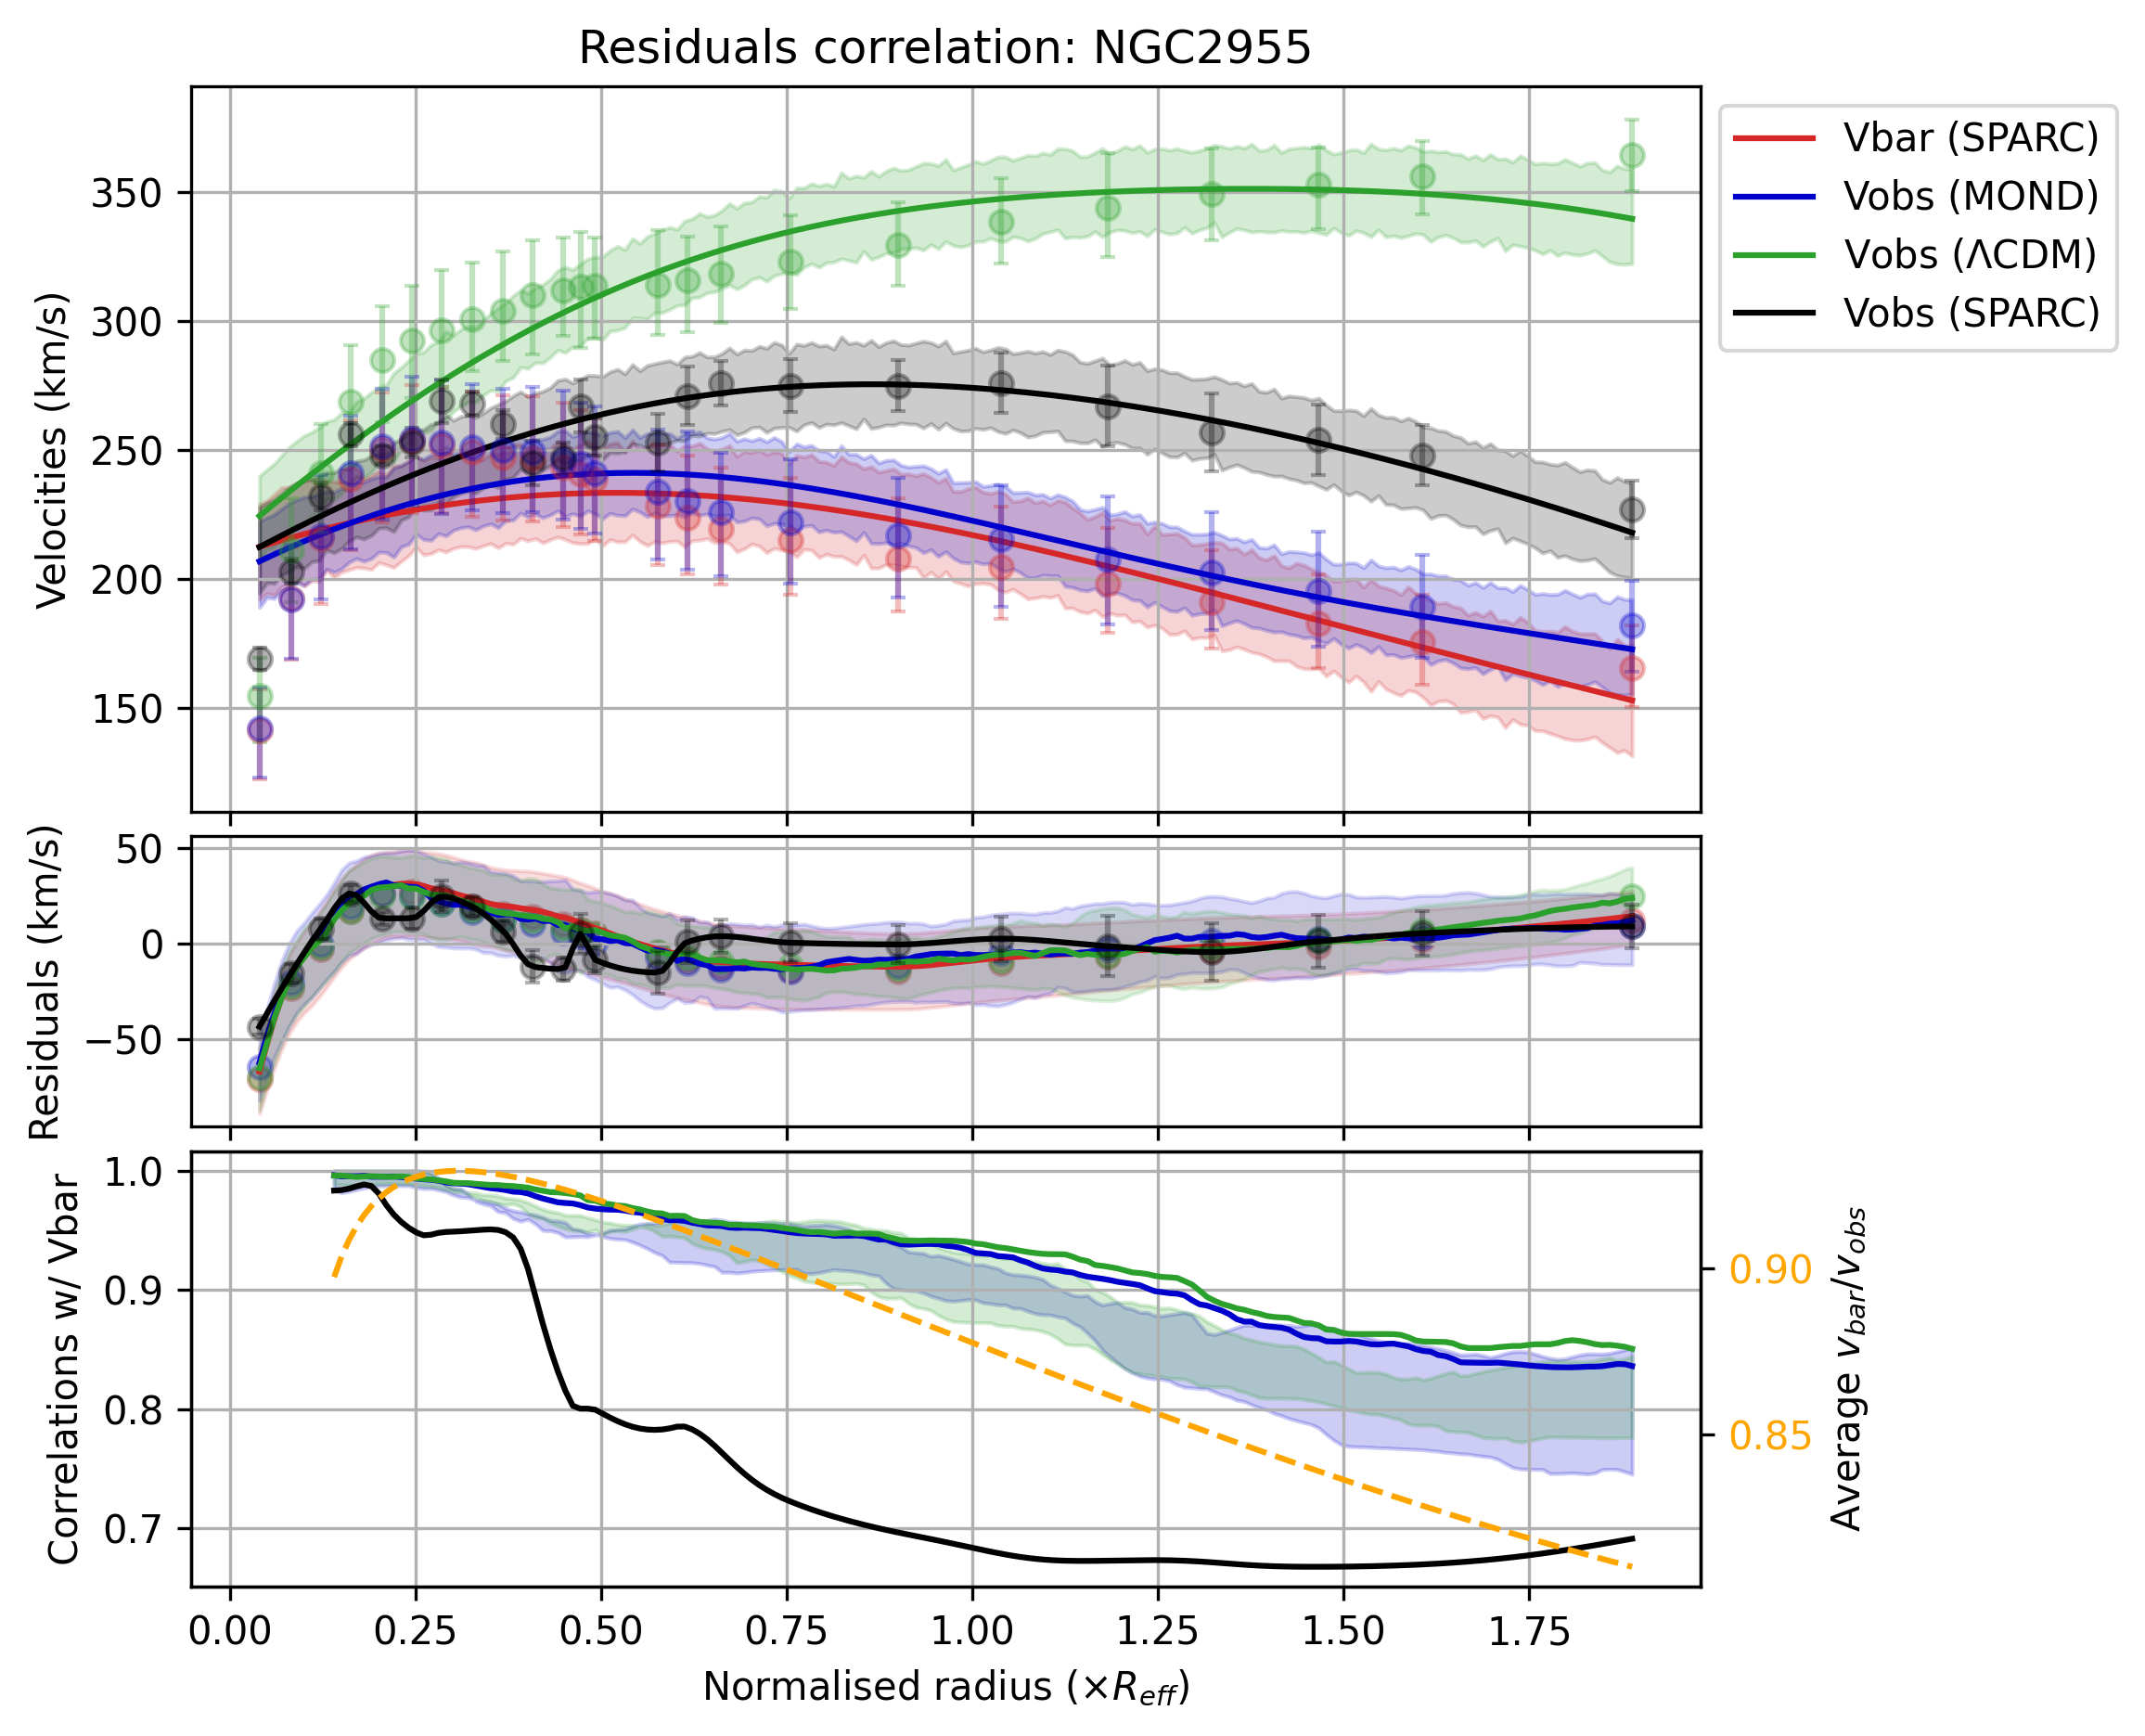 Residuals correlation: NGC2955
Velocities (km/s)
350
300
250
200
150
Vbar (SPARC)
Vobs (MOND)
Vobs (ΛCDM)
Vobs (SPARC)
Residuals (km/s)
50
0
−50
Correlations w/ Vbar
1.0
0.9
0.8
0.7
0.90
0.85
Average v_bar/v_obs
0.00 0.25 0.50 0.75 1.00 1.25 1.50 1.75
Normalised radius (×R_eff)